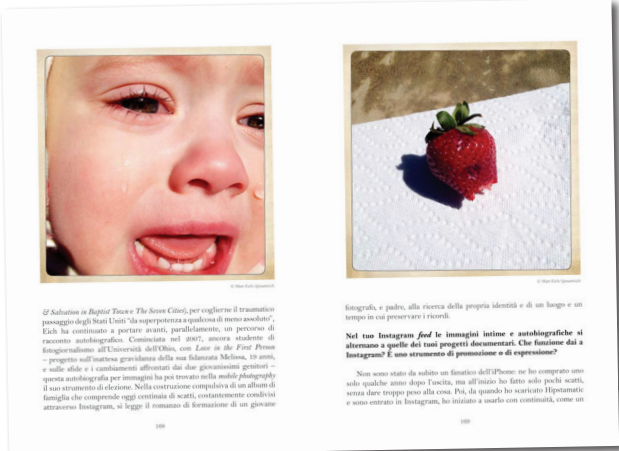 & Salvation in Baptist Town e The Seven Cities), per coglierne il traumatico
passaggio degli Stati Uniti "da superpotenza a qualcosa di meno assoluto",
Eich ha continuato a portare avanti, parallelamente, un percorso di
racconto autobiografico. Cominciata nel 2007, ancora studente di
fotogiornalismo all'Università dell'Ohio, con Love in the First Person
– progetto sull'inattesa gravidanza della sua fidanzata Melissa, 19 anni,
e sulle sfide e i cambiamenti affrontati dai due giovanissimi genitori –
questa autobiografia per immagini ha poi trovato nella mobile photography
il suo strumento di elezione. Nella costruzione compulsiva di un album di
famiglia che comprende oggi centinaia di scatti, costantemente condivisi
attraverso Instagram, si legge il romanzo di formazione di un giovane
fotografo, e padre, alla ricerca della propria identità e di un luogo e un
tempo in cui preservare i ricordi.
Nel tuo Instagram feed le immagini intime e autobiografiche si
alternano a quelle dei tuoi progetti documentari. Che funzione dai a
Instagram? È uno strumento di promozione o di espressione?
Non sono stato da subito un fanatico dell'iPhone: ne ho comprato uno
solo qualche anno dopo l'uscita, ma all'inizio ho fatto solo pochi scatti,
senza dare troppo peso alla cosa. Poi, da quando ho scaricato Hipstamatic
e sono entrato in Instagram, ho iniziato a usarlo con continuità, come un